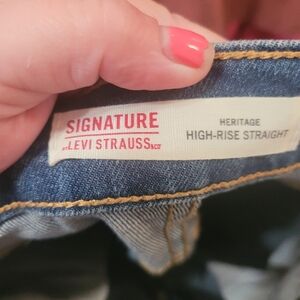 SIGNATURE
BY LEVI STRAUSS &CO
HERITAGE
HIGH-RISE STRAIGHT